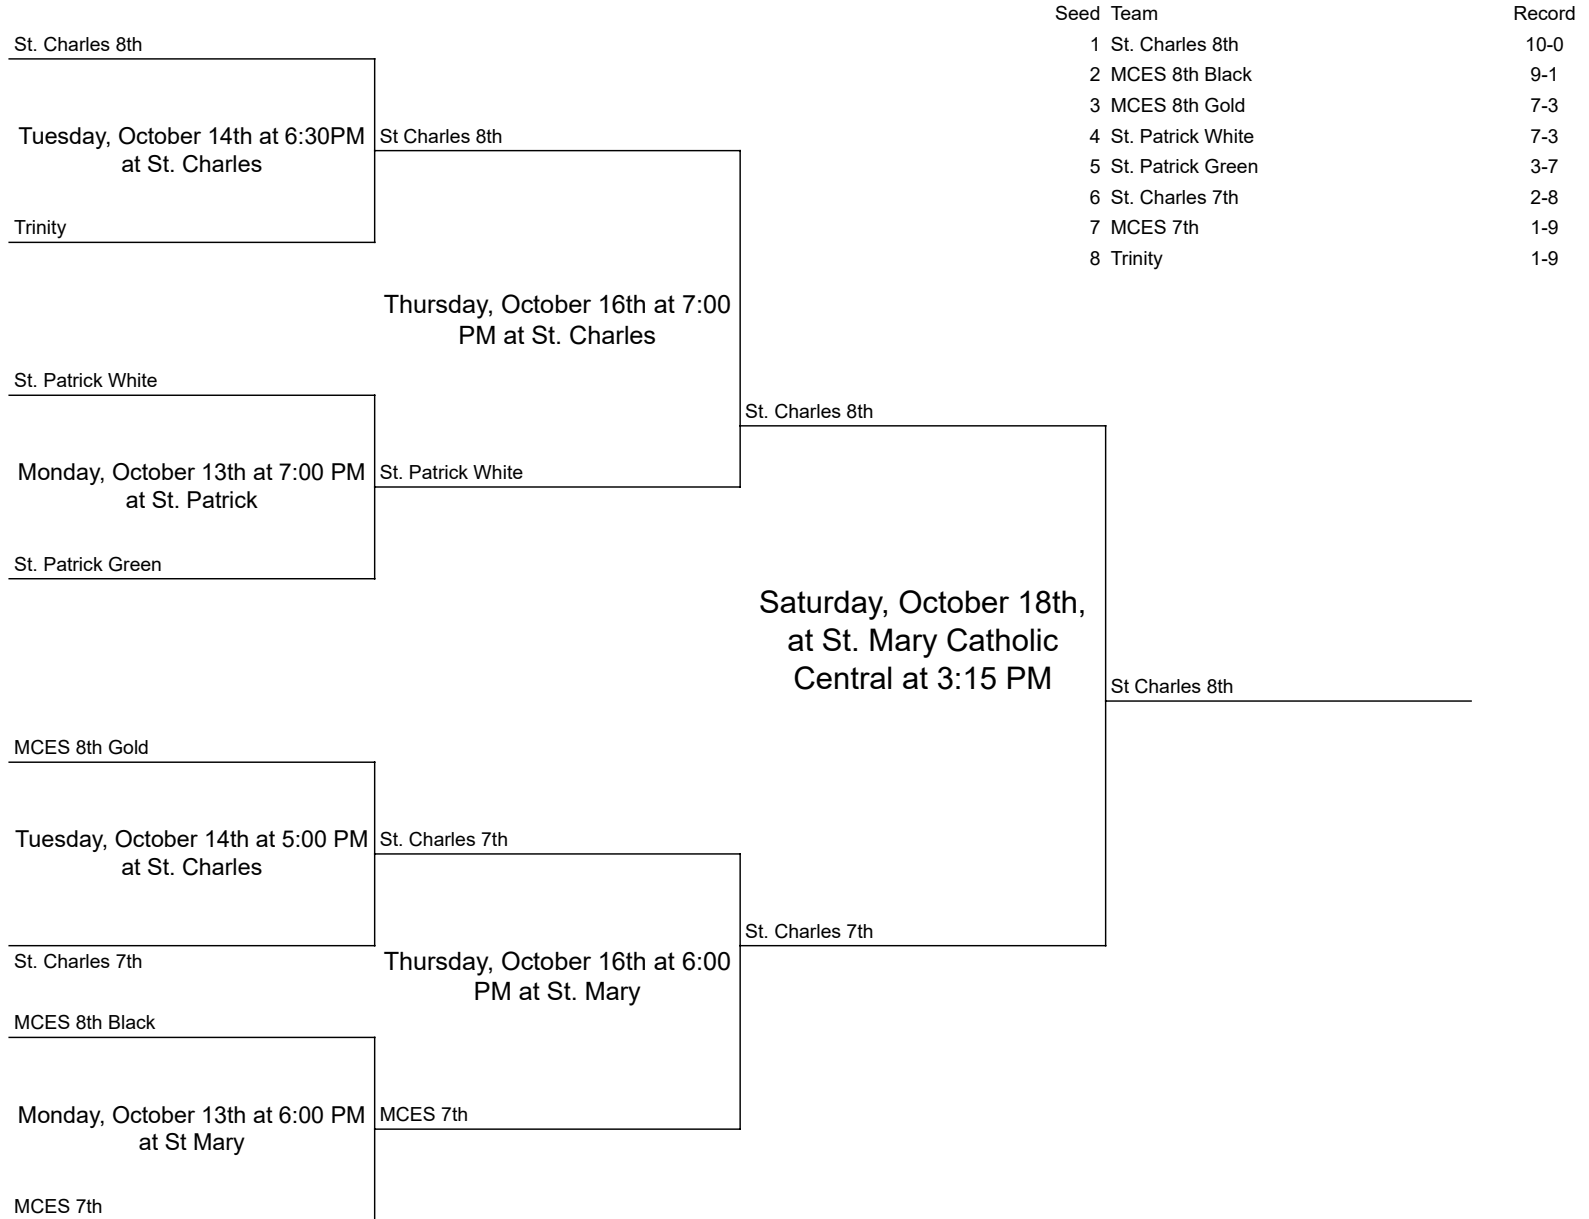 Seed Team Record
1 St. Charles 8th 10-0
2 MCES 8th Black 9-1
3 MCES 8th Gold 7-3
4 St. Patrick White 7-3
5 St. Patrick Green 3-7
6 St. Charles 7th 2-8
7 MCES 7th 1-9
8 Trinity 1-9
St. Charles 8th
Tuesday, October 14th at 6:30PM
at St. Charles
Trinity
St Charles 8th
Thursday, October 16th at 7:00
PM at St. Charles
St. Patrick White
Monday, October 13th at 7:00 PM
at St. Patrick
St. Patrick Green
St. Patrick White
St. Charles 8th
Saturday, October 18th,
at St. Mary Catholic
Central at 3:15 PM
St Charles 8th
MCES 8th Gold
Tuesday, October 14th at 5:00 PM
at St. Charles
St. Charles 7th
St. Charles 7th
Thursday, October 16th at 6:00
PM at St. Mary
St. Charles 7th
MCES 8th Black
Monday, October 13th at 6:00 PM
at St Mary
MCES 7th
MCES 7th